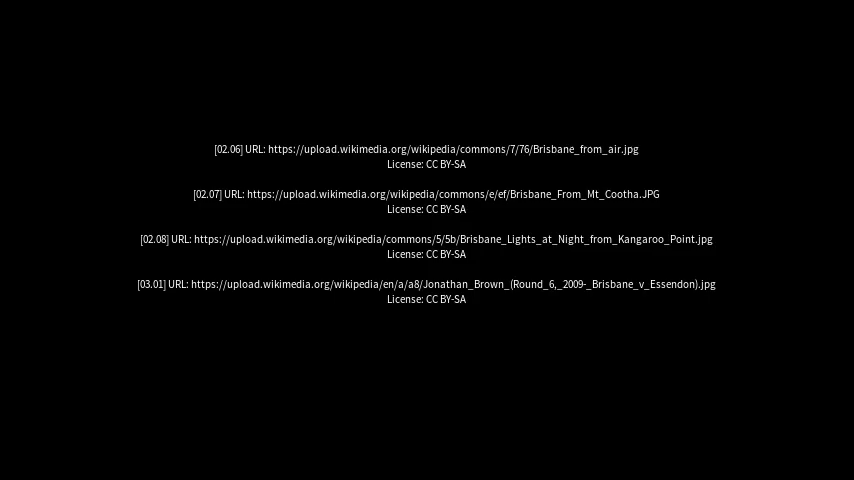 [02.06] URL: https://upload.wikimedia.org/wikipedia/commons/7/76/Brisbane_from_air.jpg
License: CC BY-SA
[02.07] URL: https://upload.wikimedia.org/wikipedia/commons/e/ef/Brisbane_From_Mt_Cootha.JPG
License: CC BY-SA
[02.08] URL: https://upload.wikimedia.org/wikipedia/commons/5/5b/Brisbane_Lights_at_Night_from_Kangaroo_Point.jpg
License: CC BY-SA
[03.01] URL: https://upload.wikimedia.org/wikipedia/en/a/a8/Jonathan_Brown_(Round_6,_2009-_Brisbane_v_Essendon).jpg
License: CC BY-SA